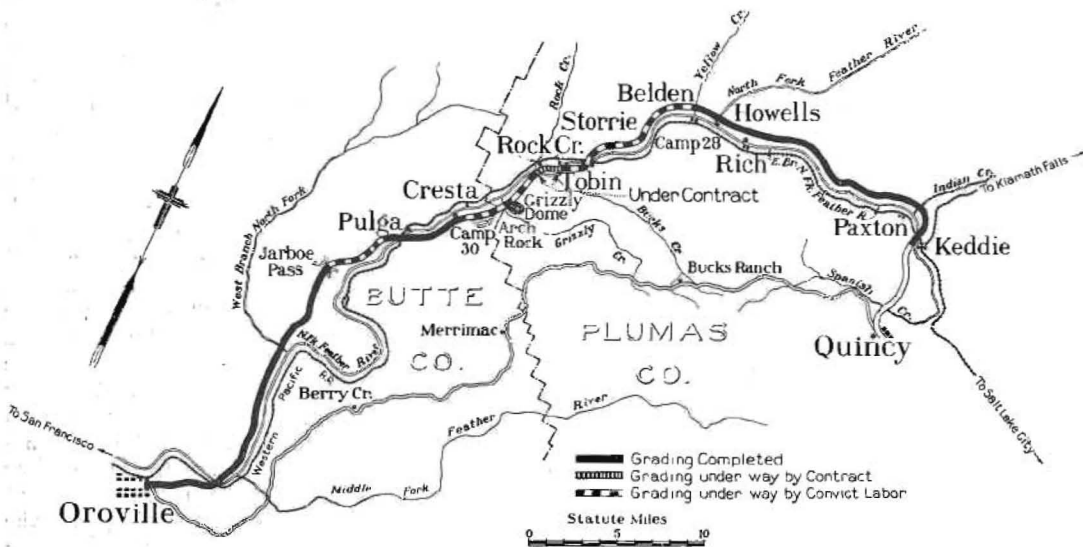 Yellow Cr.
North Fork Feather River
Rock Cr.
Belden
Howells
Storrie
Camp 28
Rich
E. Br. N. Fk. Feather R.
Indian Cr.
To Klamath Falls
Rock Cr.
Tobin
Under Contract
Cresta
Grizzly
Dome
Paxton
Keddie
West Branch North Fork
Pulga
Camp
30
Arch
Rock
Grizzly
Cr.
Bucks Cr.
Jarboe
Pass
Bucks Ranch
Spanish
Cr.
BUTTE
CO.
Merrimac
PLUMAS
CO.
Quincy
N.Fk. Feather River
Western Pacific R.R.
Berry Cr.
To San Francisco
Feather River
Middle Fork
To Salt Lake City
Oroville
Grading Completed
Grading under way by Contract
Grading under way by Convict Labor
Statute Miles
0 5 10